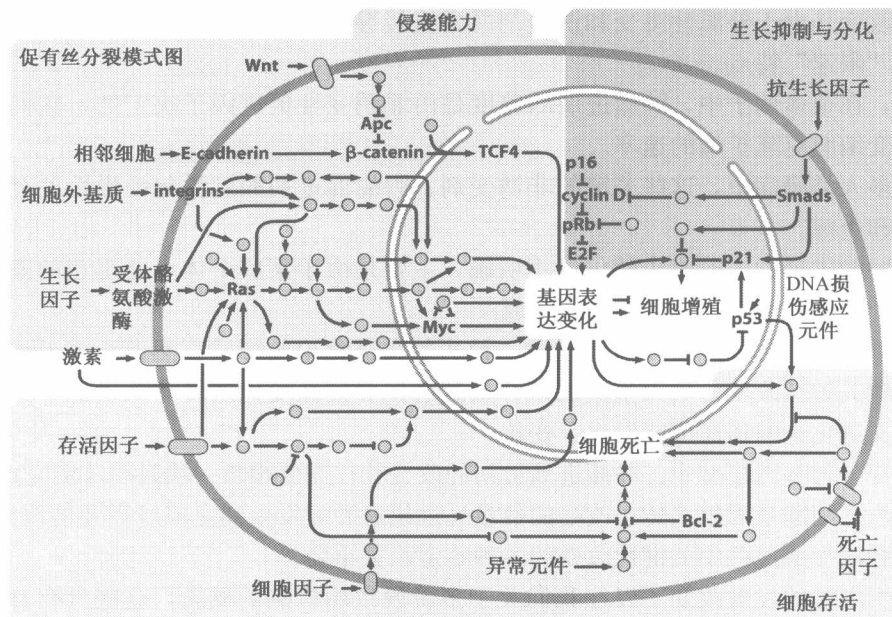 侵袭能力
生长抑制与分化
促有丝分裂模式图
Wnt
抗生长因子
Apc
相邻细胞
E-cadherin
β-catenin
TCF4
p16
细胞外基质
integrins
cyclin D
Smads
pRb
E2F
p21
生长
因子
受体酪
氨酸激
酶
Ras
基因表
达变化
细胞增殖
DNA损
伤感应
元件
Myc
p53
激素
存活因子
细胞死亡
Bcl-2
异常元件
死亡
因子
细胞因子
细胞存活